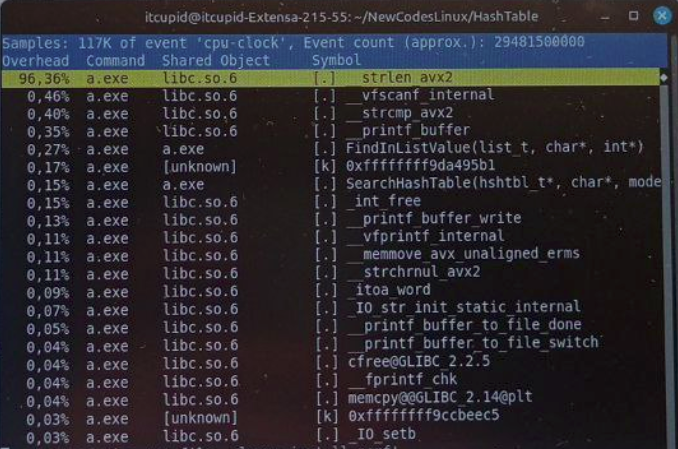 itcupid@itcupid-Extensa-215-55: ~/NewCodesLinux/HashTable
Samples: 117K of event 'cpu-clock', Event count (approx.): 29481500000
Overhead Command Shared Object Symbol
96,36% a.exe libc.so.6 [.] __strlen_avx2
0,46% a.exe libc.so.6 [.] __vfscanf_internal
0,40% a.exe libc.so.6 [.] __strcmp_avx2
0,35% a.exe libc.so.6 [.] __printf_buffer
0,27% a.exe a.exe [.] FindInListValue(list_t, char*, int*)
0,17% a.exe [unknown] [k] 0xffffffff9da495b1
0,15% a.exe a.exe [.] SearchHashTable(hshtbl_t*, char*, mode
0,15% a.exe libc.so.6 [.] _int_free
0,13% a.exe libc.so.6 [.] __printf_buffer_write
0,11% a.exe libc.so.6 [.] __vfprintf_internal
0,11% a.exe libc.so.6 [.] __memmove_avx_unaligned_erms
0,11% a.exe libc.so.6 [.] __strchrnul_avx2
0,09% a.exe libc.so.6 [.] _itoa_word
0,07% a.exe libc.so.6 [.] _IO_str_init_static_internal
0,05% a.exe libc.so.6 [.] __printf_buffer_to_file_done
0,04% a.exe libc.so.6 [.] __printf_buffer_to_file_switch
0,04% a.exe libc.so.6 [.] cfree@GLIBC_2.2.5
0,04% a.exe libc.so.6 [.] __fprintf_chk
0,04% a.exe libc.so.6 [.] memcpy@@GLIBC_2.14@plt
0,03% a.exe [unknown] [k] 0xffffffff9ccbeec5
0,03% a.exe libc.so.6 [.] _IO_setb